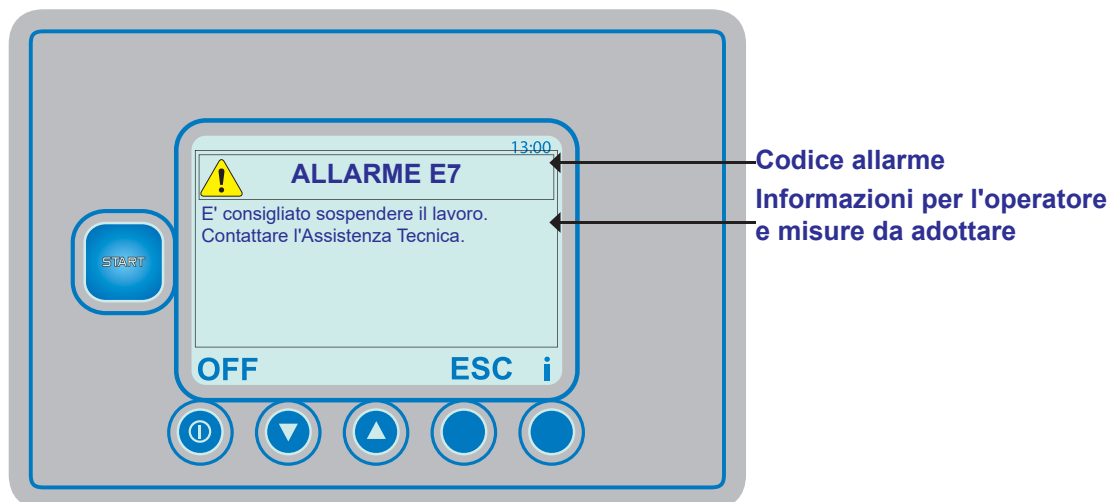 13:00
ALLARME E7
E' consigliato sospendere il lavoro.
Contattare l'Assistenza Tecnica.
START
OFF ESC i
Codice allarme
Informazioni per l'operatore
e misure da adottare